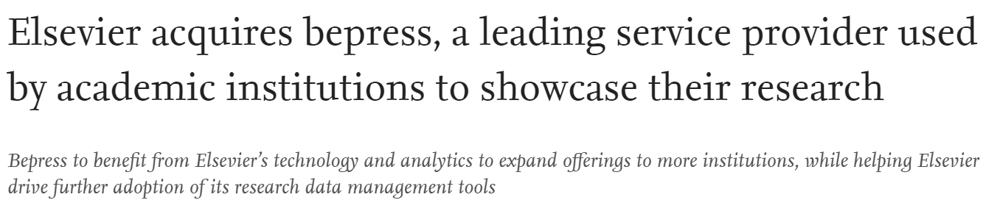 Elsevier acquires bepress, a leading service provider used
by academic institutions to showcase their research
Bepress to benefit from Elsevier’s technology and analytics to expand offerings to more institutions, while helping Elsevier
drive further adoption of its research data management tools